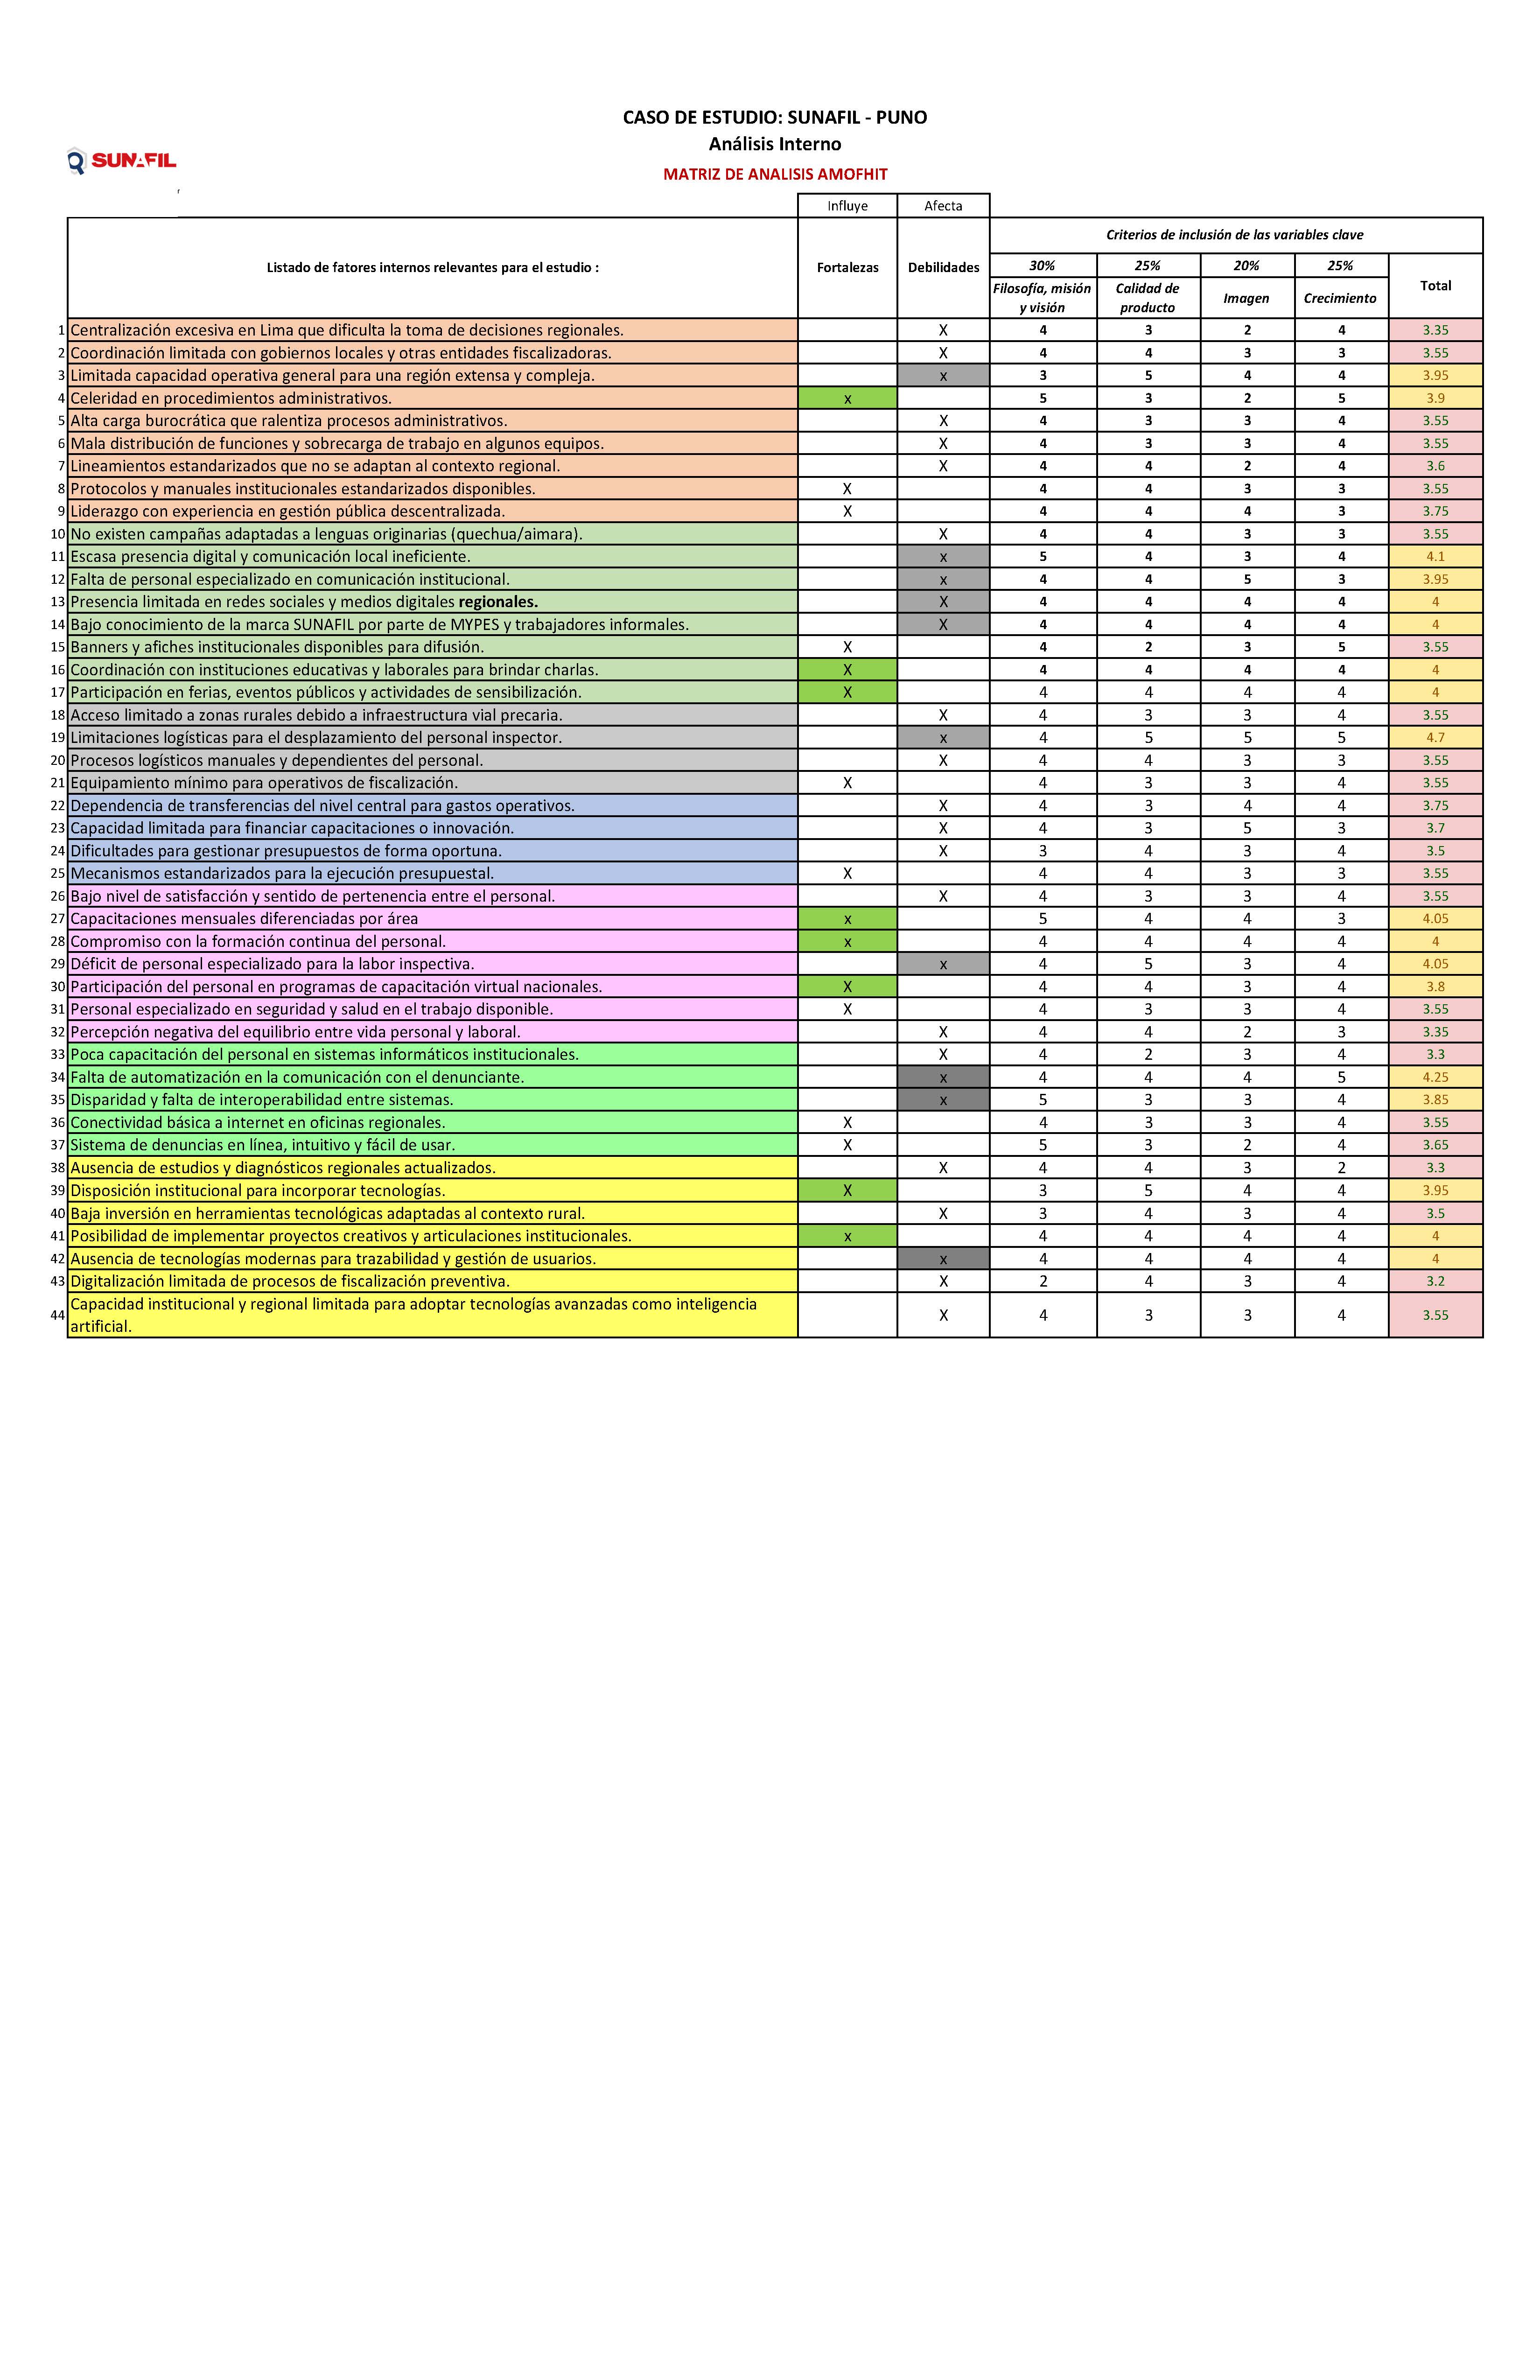 CASO DE ESTUDIO: SUNAFIL - PUNO
Análisis Interno
SUNAFIL
MATRIZ DE ANALISIS AMOFHIT
Influye Afecta
Listado de fatores internos relevantes para el estudio : Fortalezas Debilidades Criterios de inclusión de las variables clave
30% 25% 20% 25% Total
Filosofía, misión y visión Calidad de producto Imagen Crecimiento
1 Centralización excesiva en Lima que dificulta la toma de decisiones regionales. X 4 3 2 4 3.35
2 Coordinación limitada con gobiernos locales y otras entidades fiscalizadoras. X 4 4 3 3 3.55
3 Limitada capacidad operativa general para una región extensa y compleja. x 3 5 4 4 3.95
4 Celeridad en procedimientos administrativos. x 5 3 2 5 3.9
5 Alta carga burocrática que ralentiza procesos administrativos. X 4 3 3 4 3.55
6 Mala distribución de funciones y sobrecarga de trabajo en algunos equipos. X 4 3 3 4 3.55
7 Lineamientos estandarizados que no se adaptan al contexto regional. X 4 4 2 4 3.6
8 Protocolos y manuales institucionales estandarizados disponibles. X 4 4 3 3 3.55
9 Liderazgo con experiencia en gestión pública descentralizada. X 4 4 4 3 3.75
10 No existen campañas adaptadas a lenguas originarias (quechua/aimara). X 4 4 3 3 3.55
11 Escasa presencia digital y comunicación local ineficiente. x 5 4 3 4 4.1
12 Falta de personal especializado en comunicación institucional. x 4 4 5 3 3.95
13 Presencia limitada en redes sociales y medios digitales regionales. X 4 4 4 4 4
14 Bajo conocimiento de la marca SUNAFIL por parte de MYPES y trabajadores informales. X 4 4 4 4 4
15 Banners y afiches institucionales disponibles para difusión. X 4 2 3 5 3.55
16 Coordinación con instituciones educativas y laborales para brindar charlas. X 4 4 4 4 4
17 Participación en ferias, eventos públicos y actividades de sensibilización. X 4 4 4 4 4
18 Acceso limitado a zonas rurales debido a infraestructura vial precaria. X 4 3 3 4 3.55
19 Limitaciones logísticas para el desplazamiento del personal inspector. x 4 5 5 5 4.7
20 Procesos logísticos manuales y dependientes del personal. X 4 4 3 3 3.55
21 Equipamiento mínimo para operativos de fiscalización. X 4 3 3 4 3.55
22 Dependencia de transferencias del nivel central para gastos operativos. X 4 3 4 4 3.75
23 Capacidad limitada para financiar capacitaciones o innovación. X 4 3 5 3 3.7
24 Dificultades para gestionar presupuestos de forma oportuna. X 3 4 3 4 3.5
25 Mecanismos estandarizados para la ejecución presupuestal. X 4 4 3 3 3.55
26 Bajo nivel de satisfacción y sentido de pertenencia entre el personal. X 4 3 3 4 3.55
27 Capacitaciones mensuales diferenciadas por área x 5 4 4 3 4.05
28 Compromiso con la formación continua del personal. x 4 4 4 4 4
29 Déficit de personal especializado para la labor inspectiva. x 4 5 3 4 4.05
30 Participación del personal en programas de capacitación virtual nacionales. X 4 4 3 4 3.8
31 Personal especializado en seguridad y salud en el trabajo disponible. X 4 3 3 4 3.55
32 Percepción negativa del equilibrio entre vida personal y laboral. X 4 4 2 3 3.35
33 Poca capacitación del personal en sistemas informáticos institucionales. X 4 2 3 4 3.3
34 Falta de automatización en la comunicación con el denunciante. x 4 4 4 5 4.25
35 Disparidad y falta de interoperabilidad entre sistemas. x 5 3 3 4 3.85
36 Conectividad básica a internet en oficinas regionales. X 4 3 3 4 3.55
37 Sistema de denuncias en línea, intuitivo y fácil de usar. X 5 3 2 4 3.65
38 Ausencia de estudios y diagnósticos regionales actualizados. X 4 4 3 2 3.3
39 Disposición institucional para incorporar tecnologías. X 3 5 4 4 3.95
40 Baja inversión en herramientas tecnológicas adaptadas al contexto rural. X 3 4 3 4 3.5
41 Posibilidad de implementar proyectos creativos y articulaciones institucionales. x 4 4 4 4 4
42 Ausencia de tecnologías modernas para trazabilidad y gestión de usuarios. x 4 4 4 4 4
43 Digitalización limitada de procesos de fiscalización preventiva. X 2 4 3 4 3.2
44 Capacidad institucional y regional limitada para adoptar tecnologías avanzadas como inteligencia
artificial. X 4 3 3 4 3.55